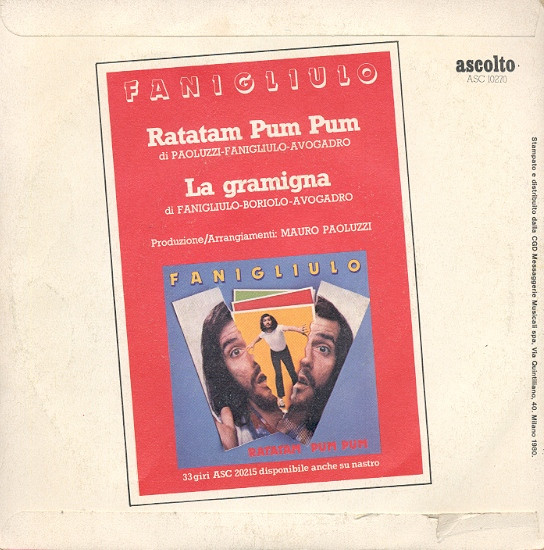 FANIGLIULO
Ratatam Pum Pum
di PAOLUZZI-FANIGLIULO-AVOGADRO
La gramigna
di FANIGLIULO-BORIOLO-AVOGADRO
Produzione/Arrangiamenti: MAURO PAOLUZZI
FANIGLIULO
RATATAM PUM PUM
33 giri ASC 20215 disponibile anche su nastro
ascolto
ASC 10220
Stampato e distribuito dalla CGD Messaggerie Musicali spa, Via Quintiliano, 40. Milano 1980.